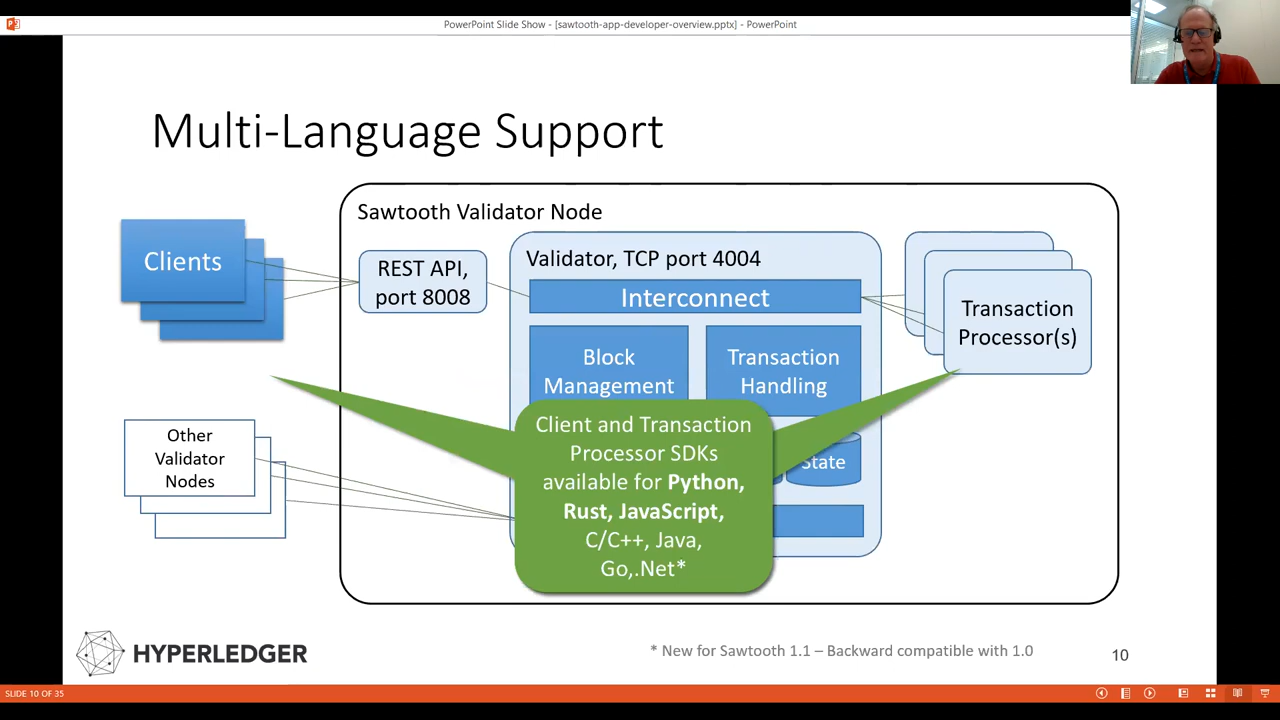 PowerPoint Slide Show - [sawtooth-app-developer-overview.pptx] - PowerPoint
Multi-Language Support
Sawtooth Validator Node
Clients
REST API,
port 8008
Validator, TCP port 4004
Interconnect
Block
Management
Transaction
Handling
Transaction
Processor(s)
Other
Validator
Nodes
State
Client and Transaction
Processor SDKs
available for Python,
Rust, JavaScript,
C/C++, Java,
Go,.Net*
HYPERLEDGER
* New for Sawtooth 1.1 – Backward compatible with 1.0
10
SLIDE 10 OF 35